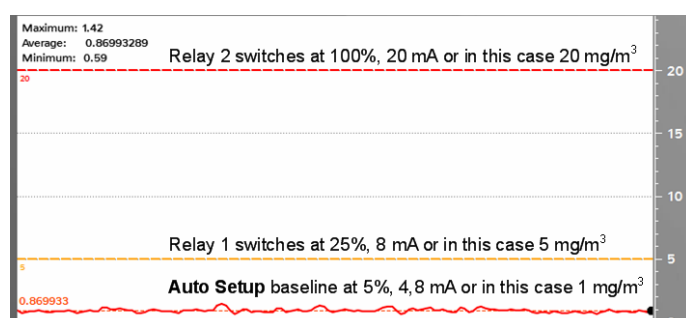 Maximum: 1.42
Average: 0.86993289
Minimum: 0.59
Relay 2 switches at 100%, 20 mA or in this case 20 mg/m³
20
20
15
10
Relay 1 switches at 25%, 8 mA or in this case 5 mg/m³
5
5
Auto Setup baseline at 5%, 4,8 mA or in this case 1 mg/m³
0.869933